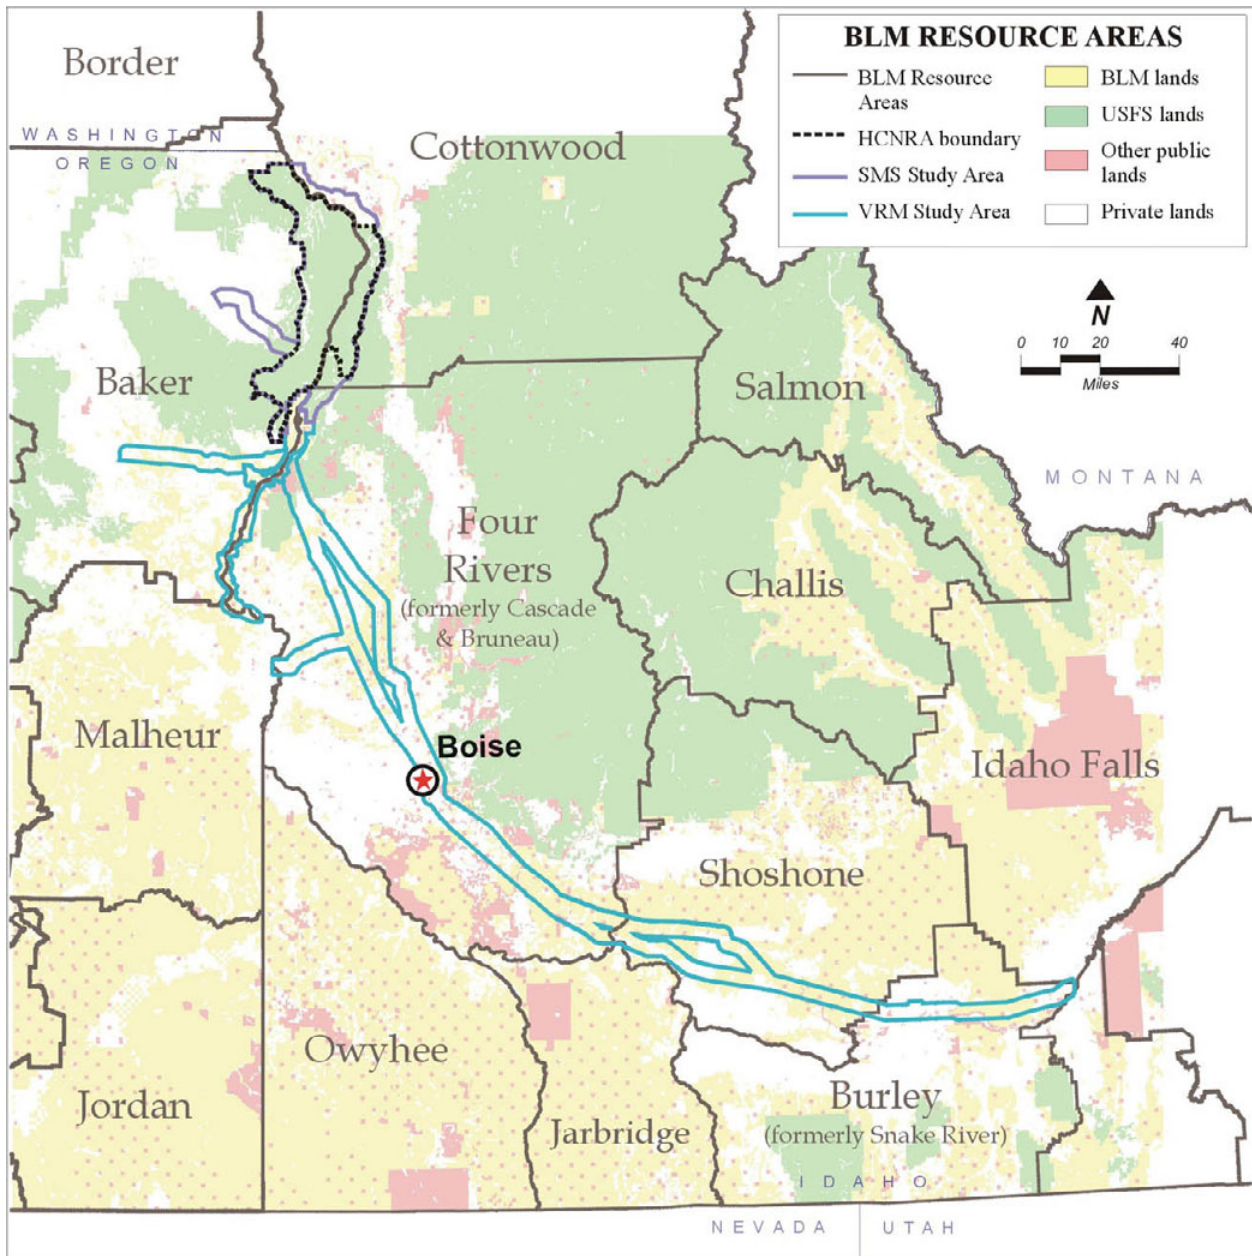 BLM RESOURCE AREAS
BLM Resource
Areas
HCNRA boundary
SMS Study Area
VRM Study Area
BLM lands
USFS lands
Other public
lands
Private lands
N
0 10 20 40
Miles
Border
WASHINGTON
OREGON
Cottonwood
Baker
Salmon
MONTANA
Four
Rivers
(formerly Cascade
& Bruneau)
Challis
Malheur
Boise
Idaho Falls
Shoshone
Owyhee
Jordan
Jarbridge
Burley
(formerly Snake River)
IDAHO
NEVADA
UTAH